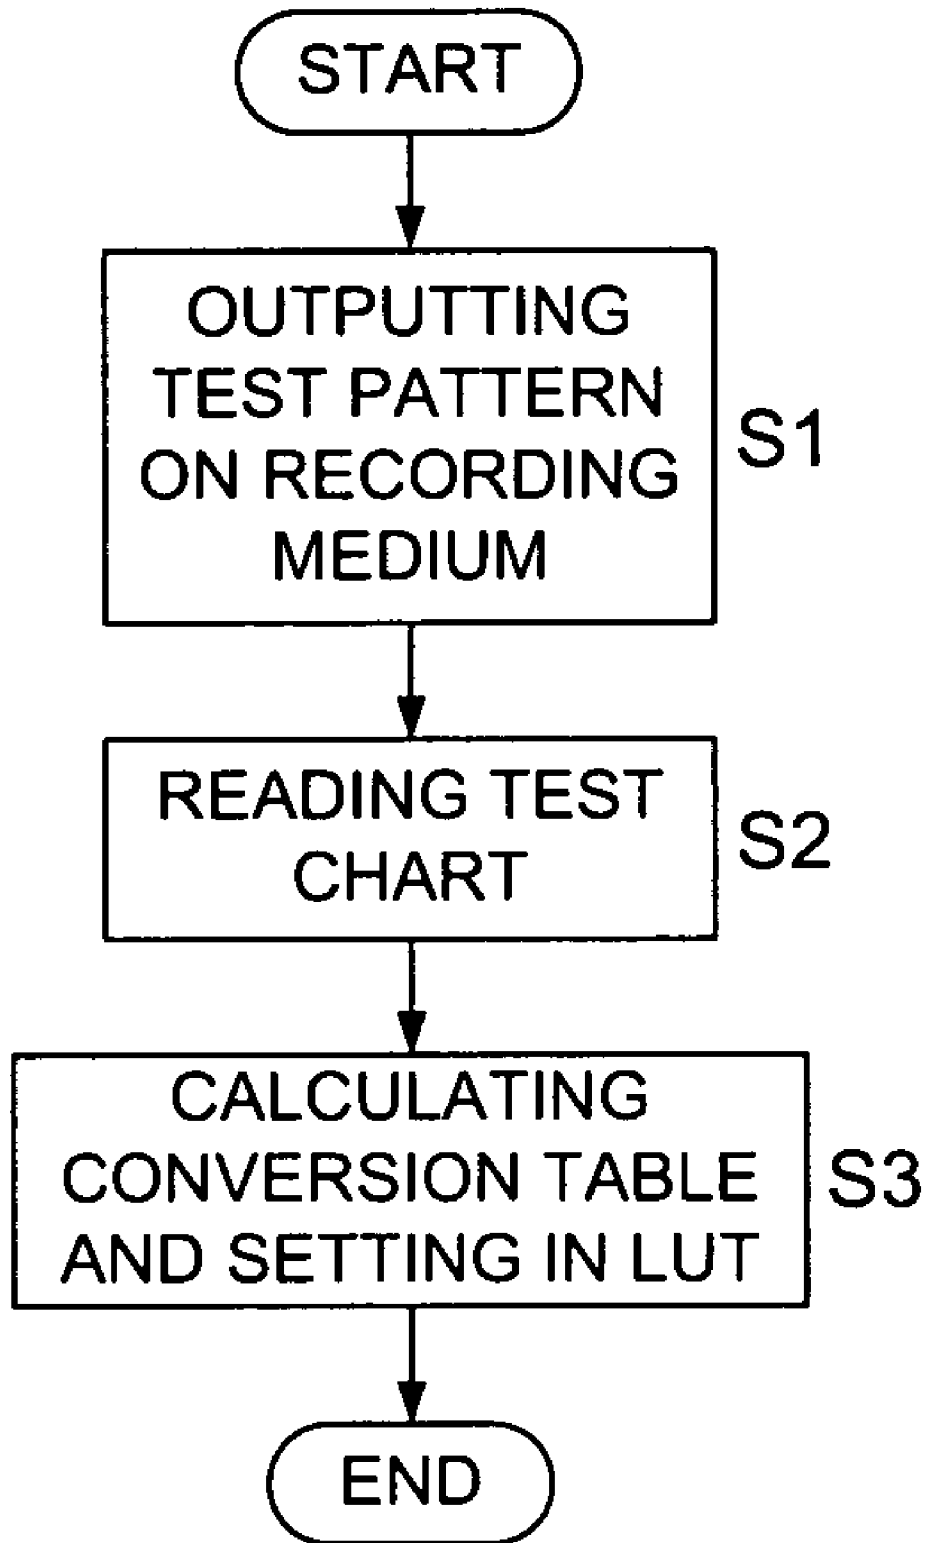 START
OUTPUTTING
TEST PATTERN
ON RECORDING
MEDIUM
S1
READING TEST
CHART
S2
CALCULATING
CONVERSION TABLE
AND SETTING IN LUT
S3
END